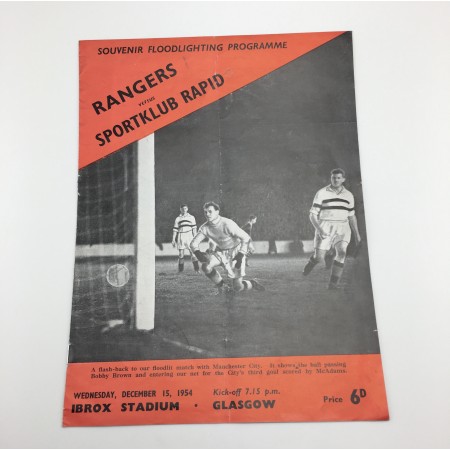 SOUVENIR FLOODLIGHTING PROGRAMME
RANGERS
VERSUS
SPORTKLUB RAPID
A flash-back to our floodlit match with Manchester City. It shows the ball passing
Bobby Brown and entering our net for the City's third goal scored by McAdams.
WEDNESDAY, DECEMBER 15, 1954 Kick-off 7.15 p.m.
IBROX STADIUM · GLASGOW
Price 6D